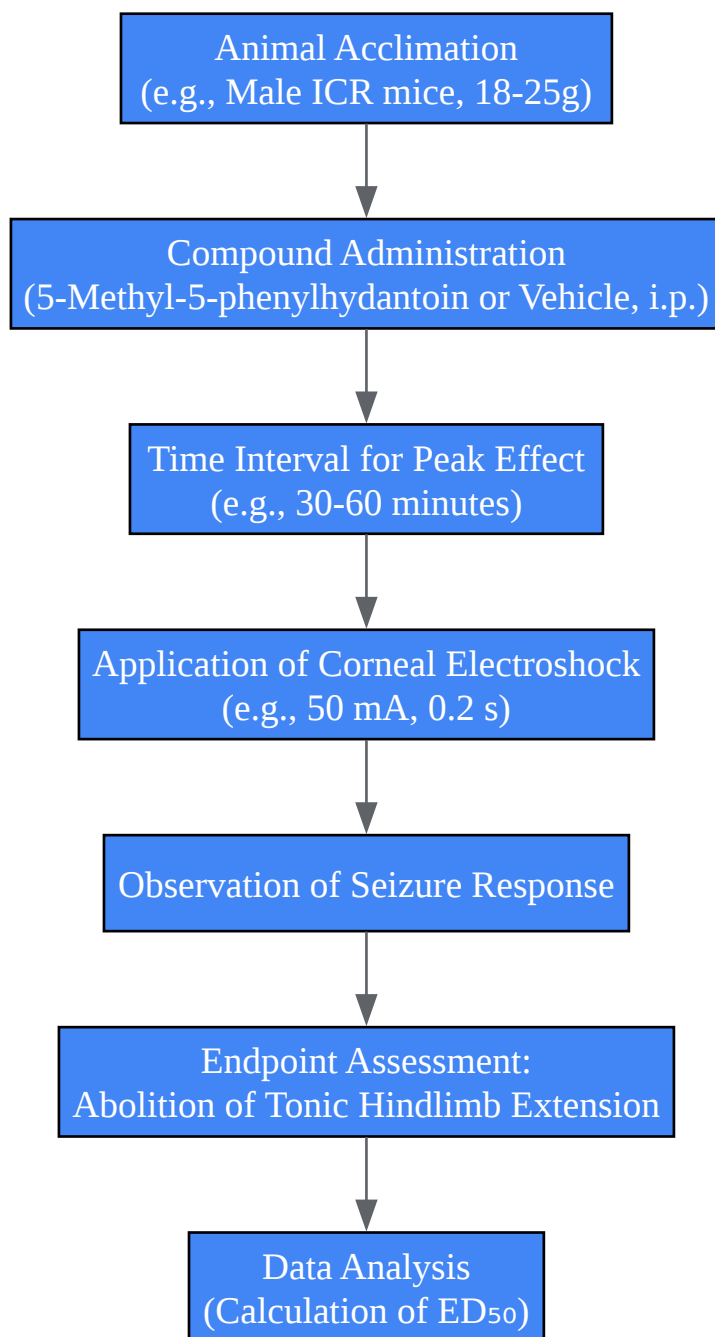 Animal Acclimation
(e.g., Male ICR mice, 18-25g)
Compound Administration
(5-Methyl-5-phenylhydantoin or Vehicle, i.p.)
Time Interval for Peak Effect
(e.g., 30-60 minutes)
Application of Corneal Electroshock
(e.g., 50 mA, 0.2 s)
Observation of Seizure Response
Endpoint Assessment:
Abolition of Tonic Hindlimb Extension
Data Analysis
(Calculation of ED₅₀)